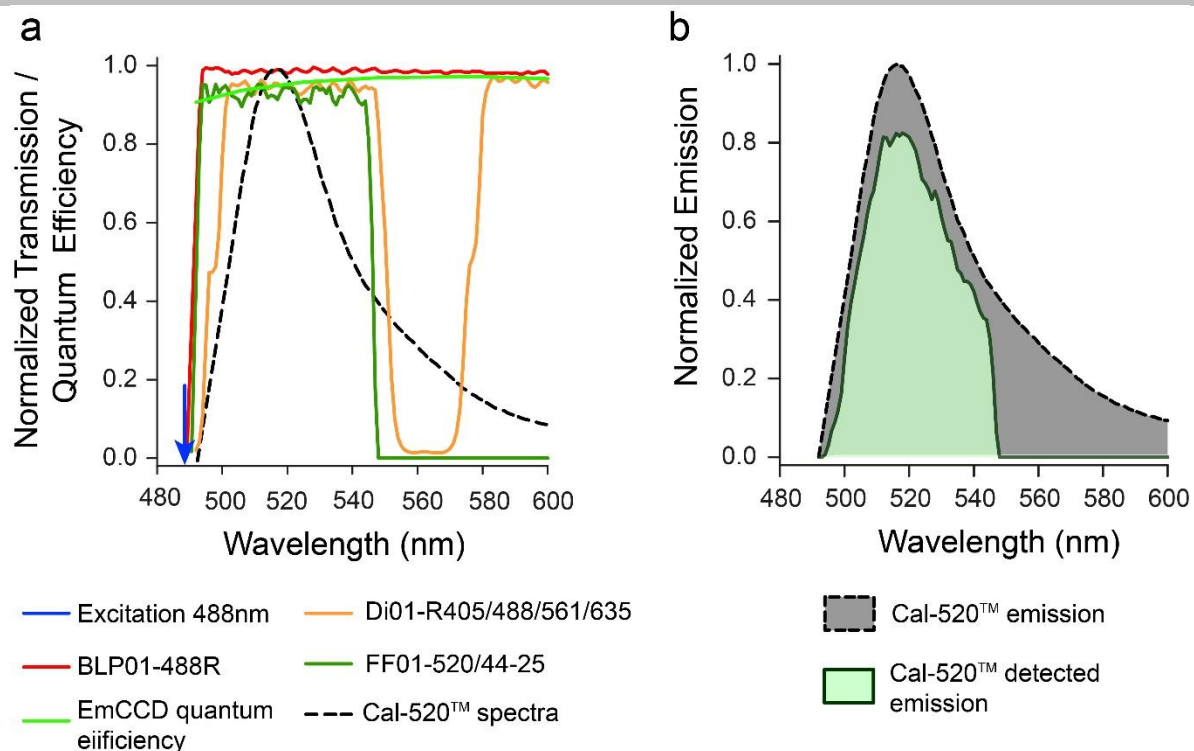 a
Normalized Transmission /
Quantum Efficiency
1.0
0.8
0.6
0.4
0.2
0.0
480 500 520 540 560 580 600
Wavelength (nm)
b
Normalized Emission
1.0
0.8
0.6
0.4
0.2
0.0
480 500 520 540 560 580 600
Wavelength (nm)
Excitation 488nm
BLP01-488R
EmCCD quantum
eiificiency
Di01-R405/488/561/635
FF01-520/44-25
Cal-520™ spectra
Cal-520™ emission
Cal-520™ detected
emission